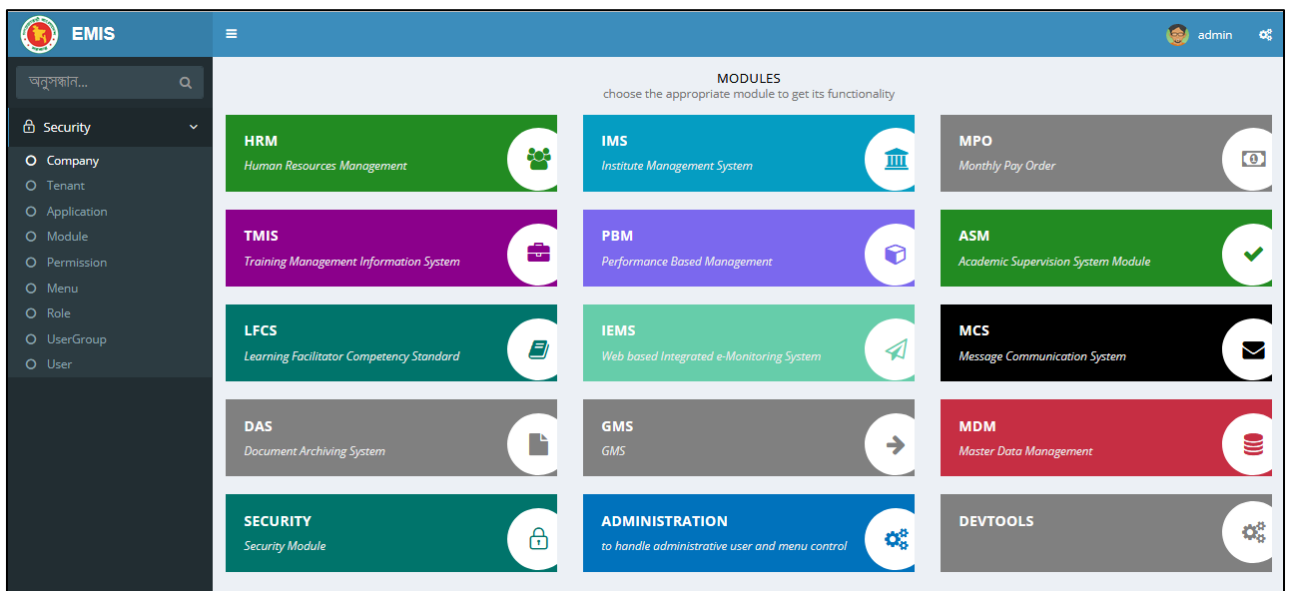 EMIS
admin
অনুসন্ধান...
Security
Company
Tenant
Application
Module
Permission
Menu
Role
UserGroup
User
MODULES
choose the appropriate module to get its functionality
HRM
Human Resources Management
IMS
Institute Management System
MPO
Monthly Pay Order
TMIS
Training Management Information System
PBM
Performance Based Management
ASM
Academic Supervision System Module
LFCS
Learning Facilitator Competency Standard
IEMS
Web based Integrated e-Monitoring System
MCS
Message Communication System
DAS
Document Archiving System
GMS
GMS
MDM
Master Data Management
SECURITY
Security Module
ADMINISTRATION
to handle administrative user and menu control
DEVTOOLS